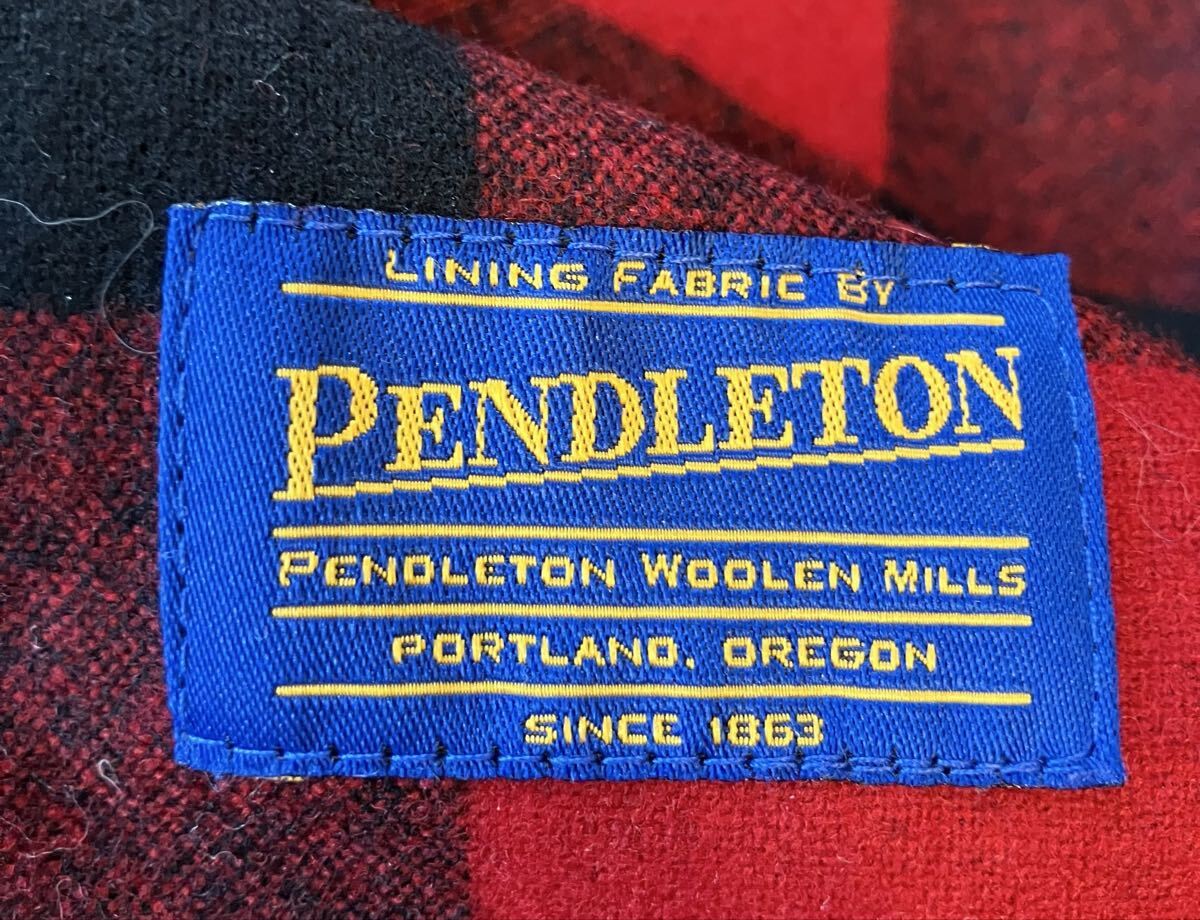 LINING FABRIC BY
PENDLETON
PENDLETON WOOLEN MILLS
PORTLAND, OREGON
SINCE 1863